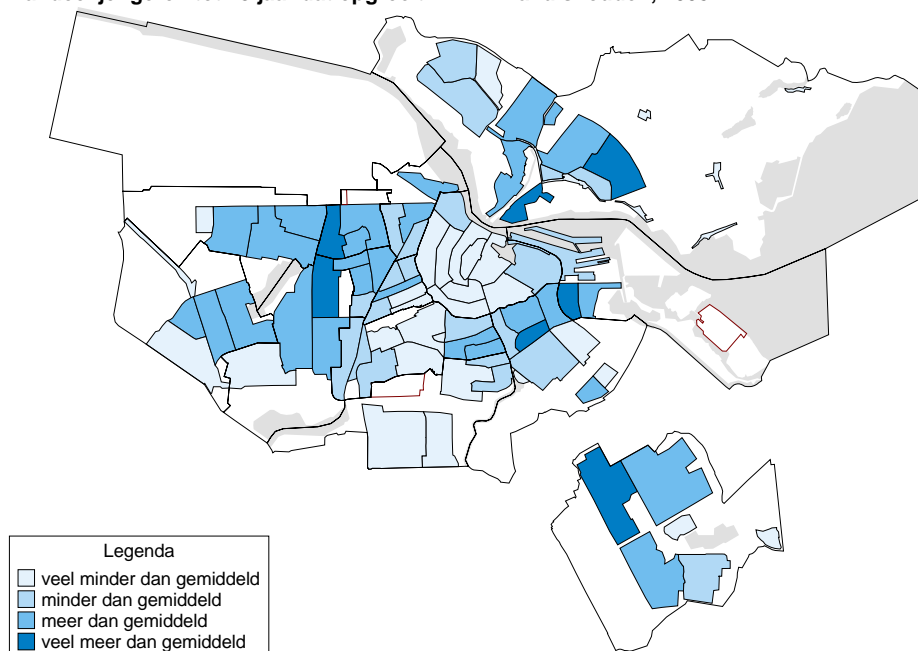 Legenda
veel minder dan gemiddeld
minder dan gemiddeld
meer dan gemiddeld
veel meer dan gemiddeld